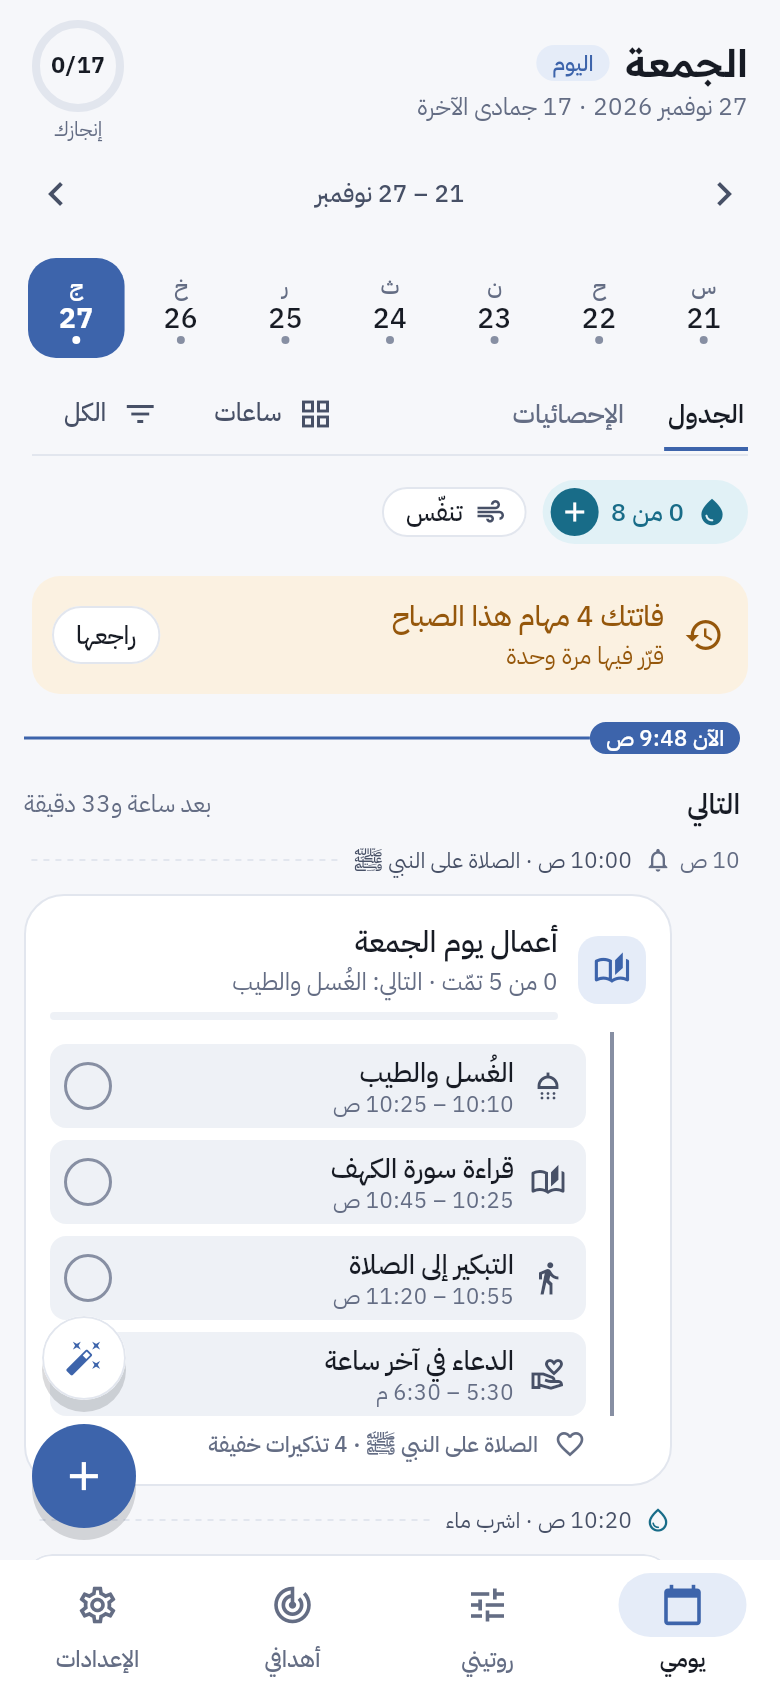 الجمعة اليوم
27 نوفمبر 2026 · 17 جمادى الآخرة
0/17
إنجازك
21 – 27 نوفمبر
س ح ن ث ر خ ج
21 22 23 24 25 26 27
الجدول الإحصائيات ساعات الكل
0 من 8 تنفّس
فاتتك 4 مهام هذا الصباح
قرّر فيها مرة وحدة
راجعها
الآن 9:48 ص
التالي بعد ساعة و33 دقيقة
10 ص 10:00 ص · الصلاة على النبي ﷺ
أعمال يوم الجمعة
0 من 5 تمّت · التالي: الغُسل والطيب
الغُسل والطيب
10:10 – 10:25 ص
قراءة سورة الكهف
10:25 – 10:45 ص
التبكير إلى الصلاة
10:55 – 11:20 ص
الدعاء في آخر ساعة
5:30 – 6:30 م
الصلاة على النبي ﷺ · 4 تذكيرات خفيفة
10:20 ص · اشرب ماء
يومي روتيني أهدافي الإعدادات